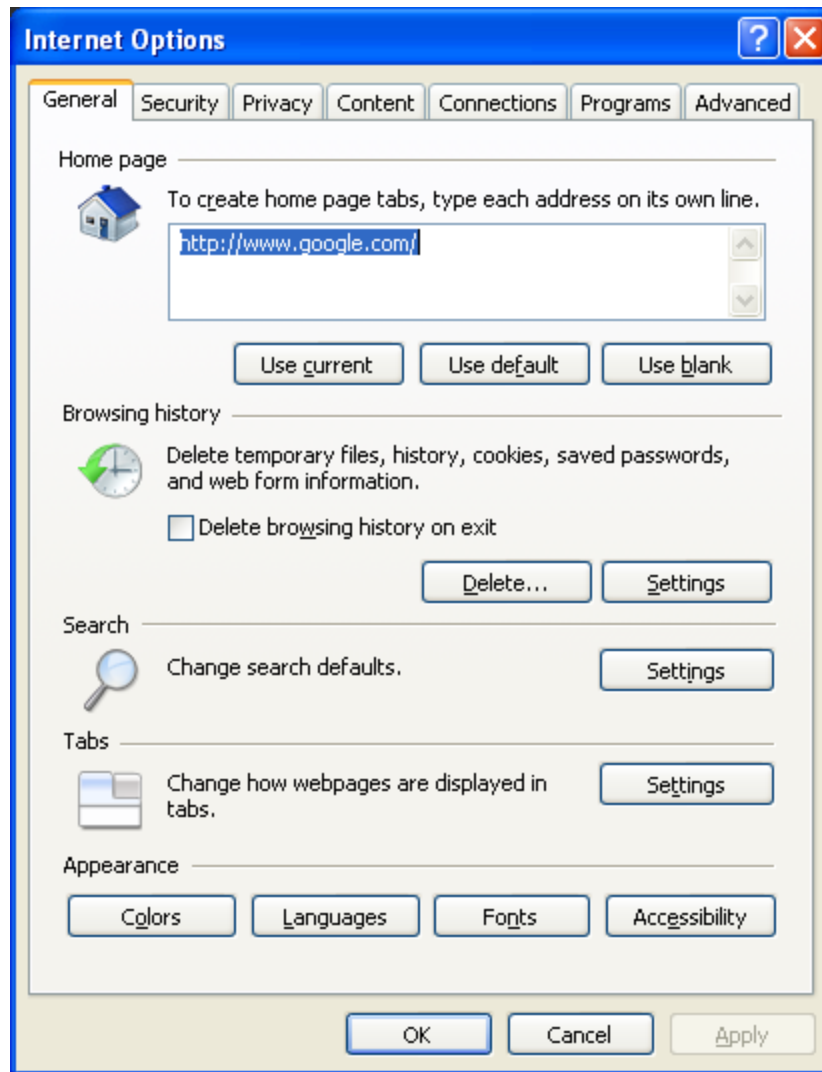 Internet Options
General Security Privacy Content Connections Programs Advanced
Home page
To create home page tabs, type each address on its own line.
http://www.google.com/
Use current Use default Use blank
Browsing history
Delete temporary files, history, cookies, saved passwords,
and web form information.
Delete browsing history on exit
Delete... Settings
Search
Change search defaults. Settings
Tabs
Change how webpages are displayed in
tabs.
Settings
Appearance
Colors Languages Fonts Accessibility
OK Cancel Apply